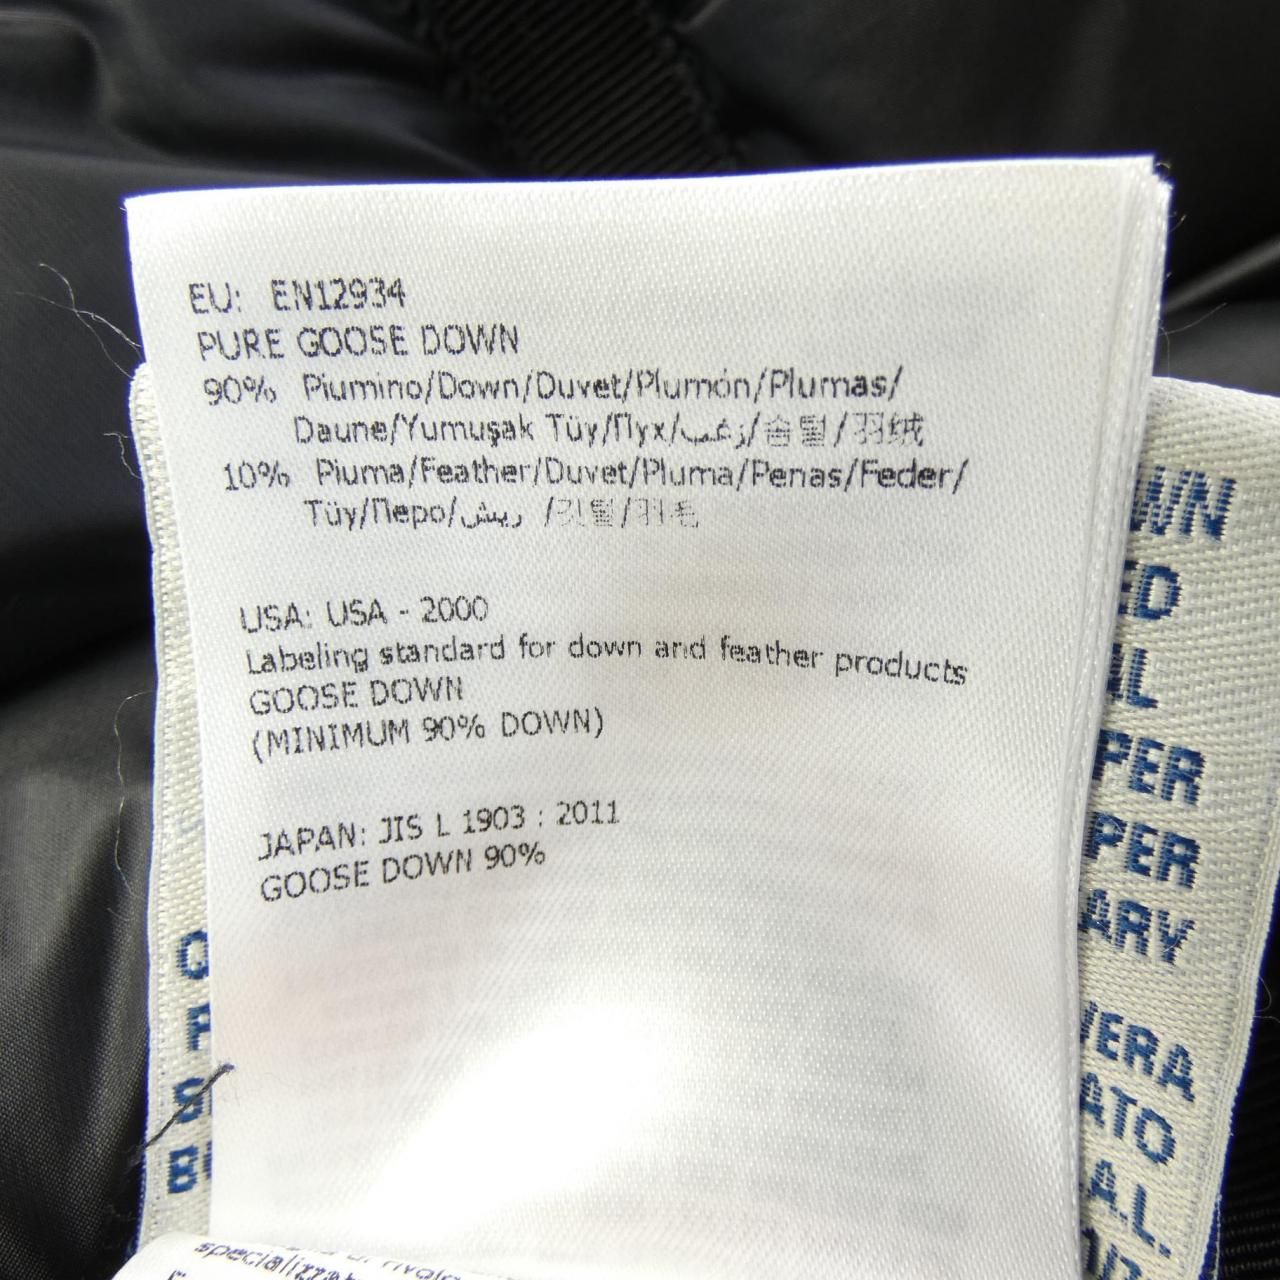 EU: EN12934
PURE GOOSE DOWN
90% Piumino/Down/Duvet/Plumón/Plumas/
Daune/Yumuşak Tüy/Пух/زغب/솜털/羽绒
10% Piuma/Feather/Duvet/Pluma/Penas/Feder/
Tüy/Перо/ريش /깃털/羽毛
USA: USA - 2000
Labeling standard for down and feather products
GOOSE DOWN
(MINIMUM 90% DOWN)
JAPAN: JIS L 1903 : 2011
GOOSE DOWN 90%
WN
ED
AL
PER
PER
ARY
VERA
ATO
AL.